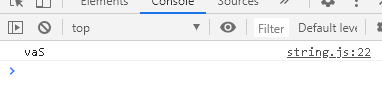 Elements Console Sources
top Filter Default leve
vaS string.js:22